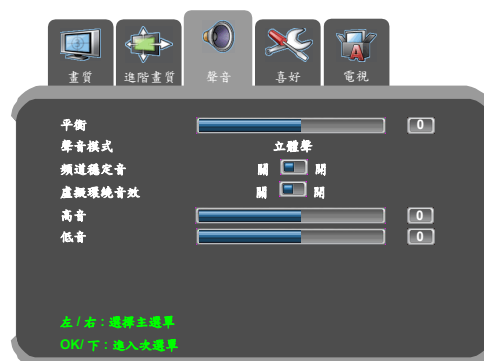 畫質 進階畫質 聲音 喜好 電視
平衡 0
聲音模式 立體聲
頻道穩定音 關 開
虛擬環繞音效 關 開
高音 0
低音 0
左 / 右 : 選擇主選單
OK/ 下 : 進入次選單